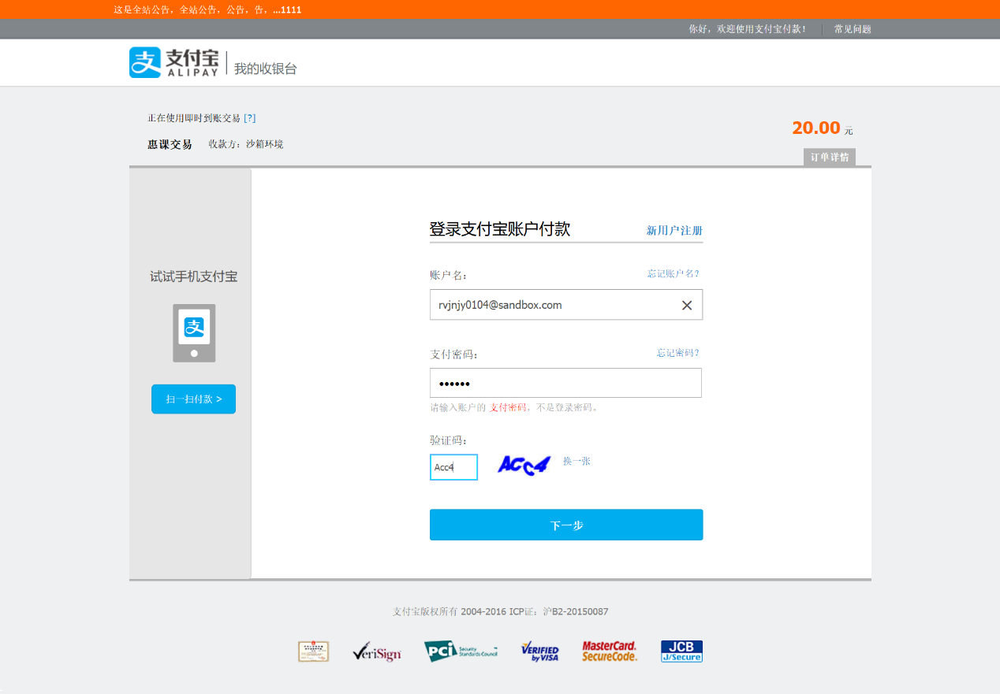 这是全站公告，全站公告，公告，告，...1111
你好，欢迎使用支付宝付款！ 常见问题
支 支付宝 ALIPAY 我的收银台
正在使用即时到账交易 [?]
20.00 元
惠课交易 收款方：沙箱环境
订单详情
登录支付宝账户付款 新用户注册
试试手机支付宝
支
扫一扫付款 >
账户名： 忘记账户名?
rvjnjy0104@sandbox.com
支付密码： 忘记密码?
••••••
请输入账户的 支付密码，不是登录密码。
验证码：
Acc4 ACC4 换一张
下一步
支付宝版权所有 2004-2016 ICP证：沪B2-20150087
VeriSign PCI Security Standards Council VERIFIED by VISA MasterCard. SecureCode. JCB J/Secure